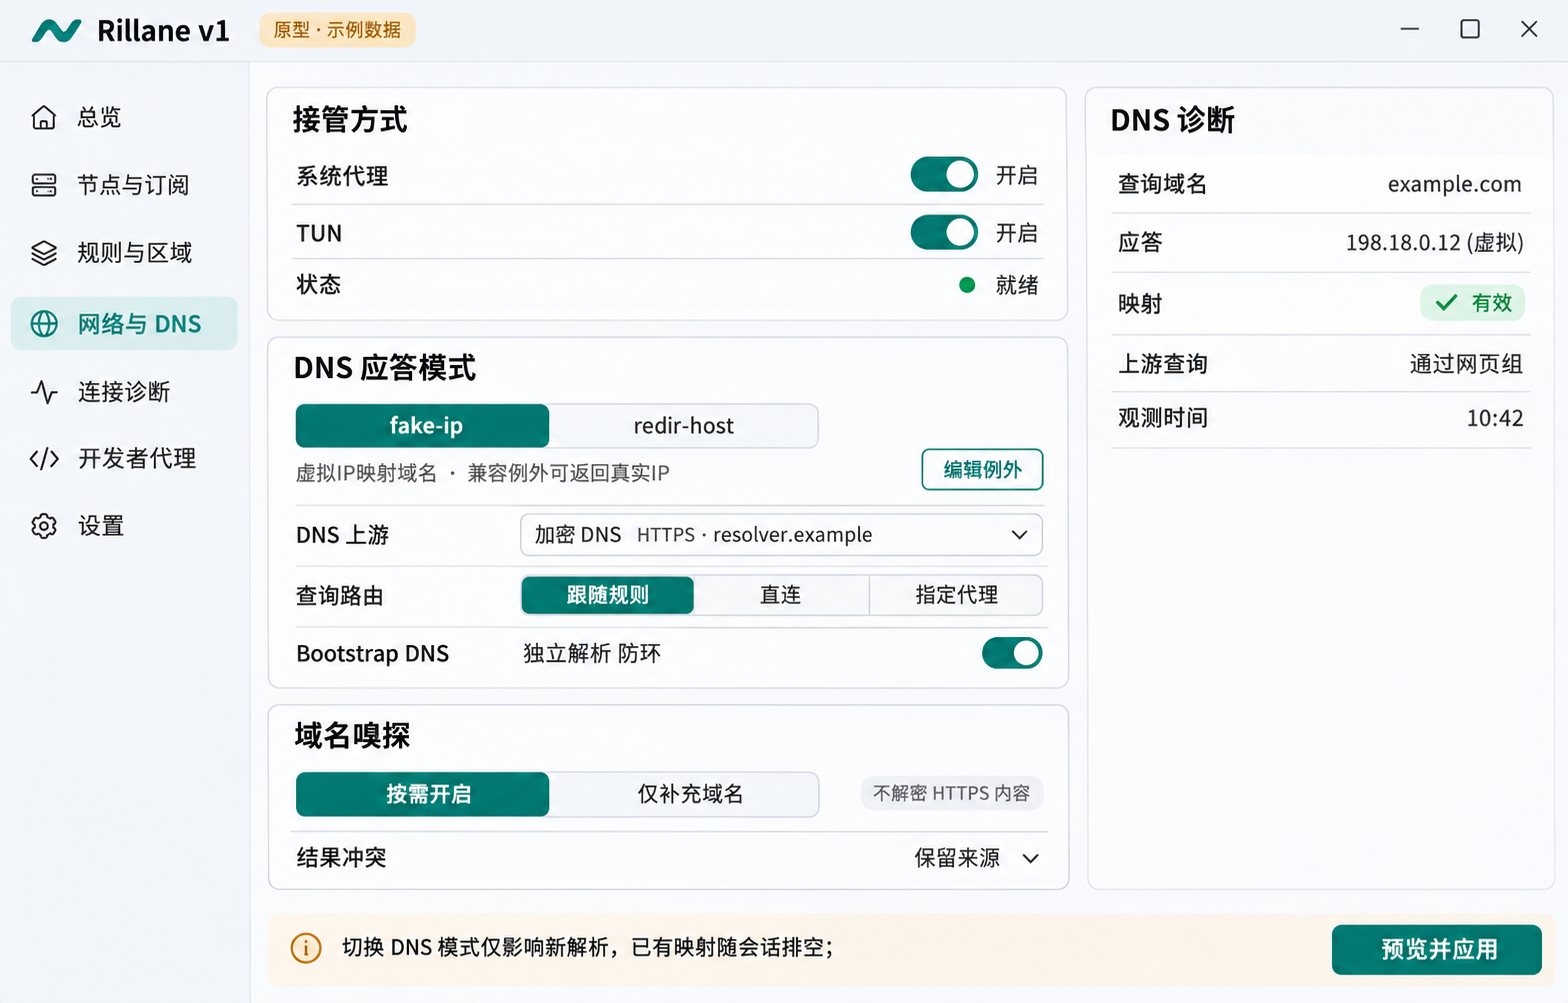 Rillane v1
原型 · 示例数据
总览
节点与订阅
规则与区域
网络与 DNS
连接诊断
开发者代理
设置
接管方式
系统代理 开启
TUN 开启
状态 就绪
DNS 应答模式
fake-ip redir-host
虚拟IP映射域名 · 兼容例外可返回真实IP 编辑例外
DNS 上游 加密 DNS HTTPS · resolver.example
查询路由 跟随规则 直连 指定代理
Bootstrap DNS 独立解析 防环
域名嗅探
按需开启 仅补充域名 不解密 HTTPS 内容
结果冲突 保留来源
DNS 诊断
查询域名 example.com
应答 198.18.0.12 (虚拟)
映射 有效
上游查询 通过网页组
观测时间 10:42
切换 DNS 模式仅影响新解析，已有映射随会话排空； 预览并应用